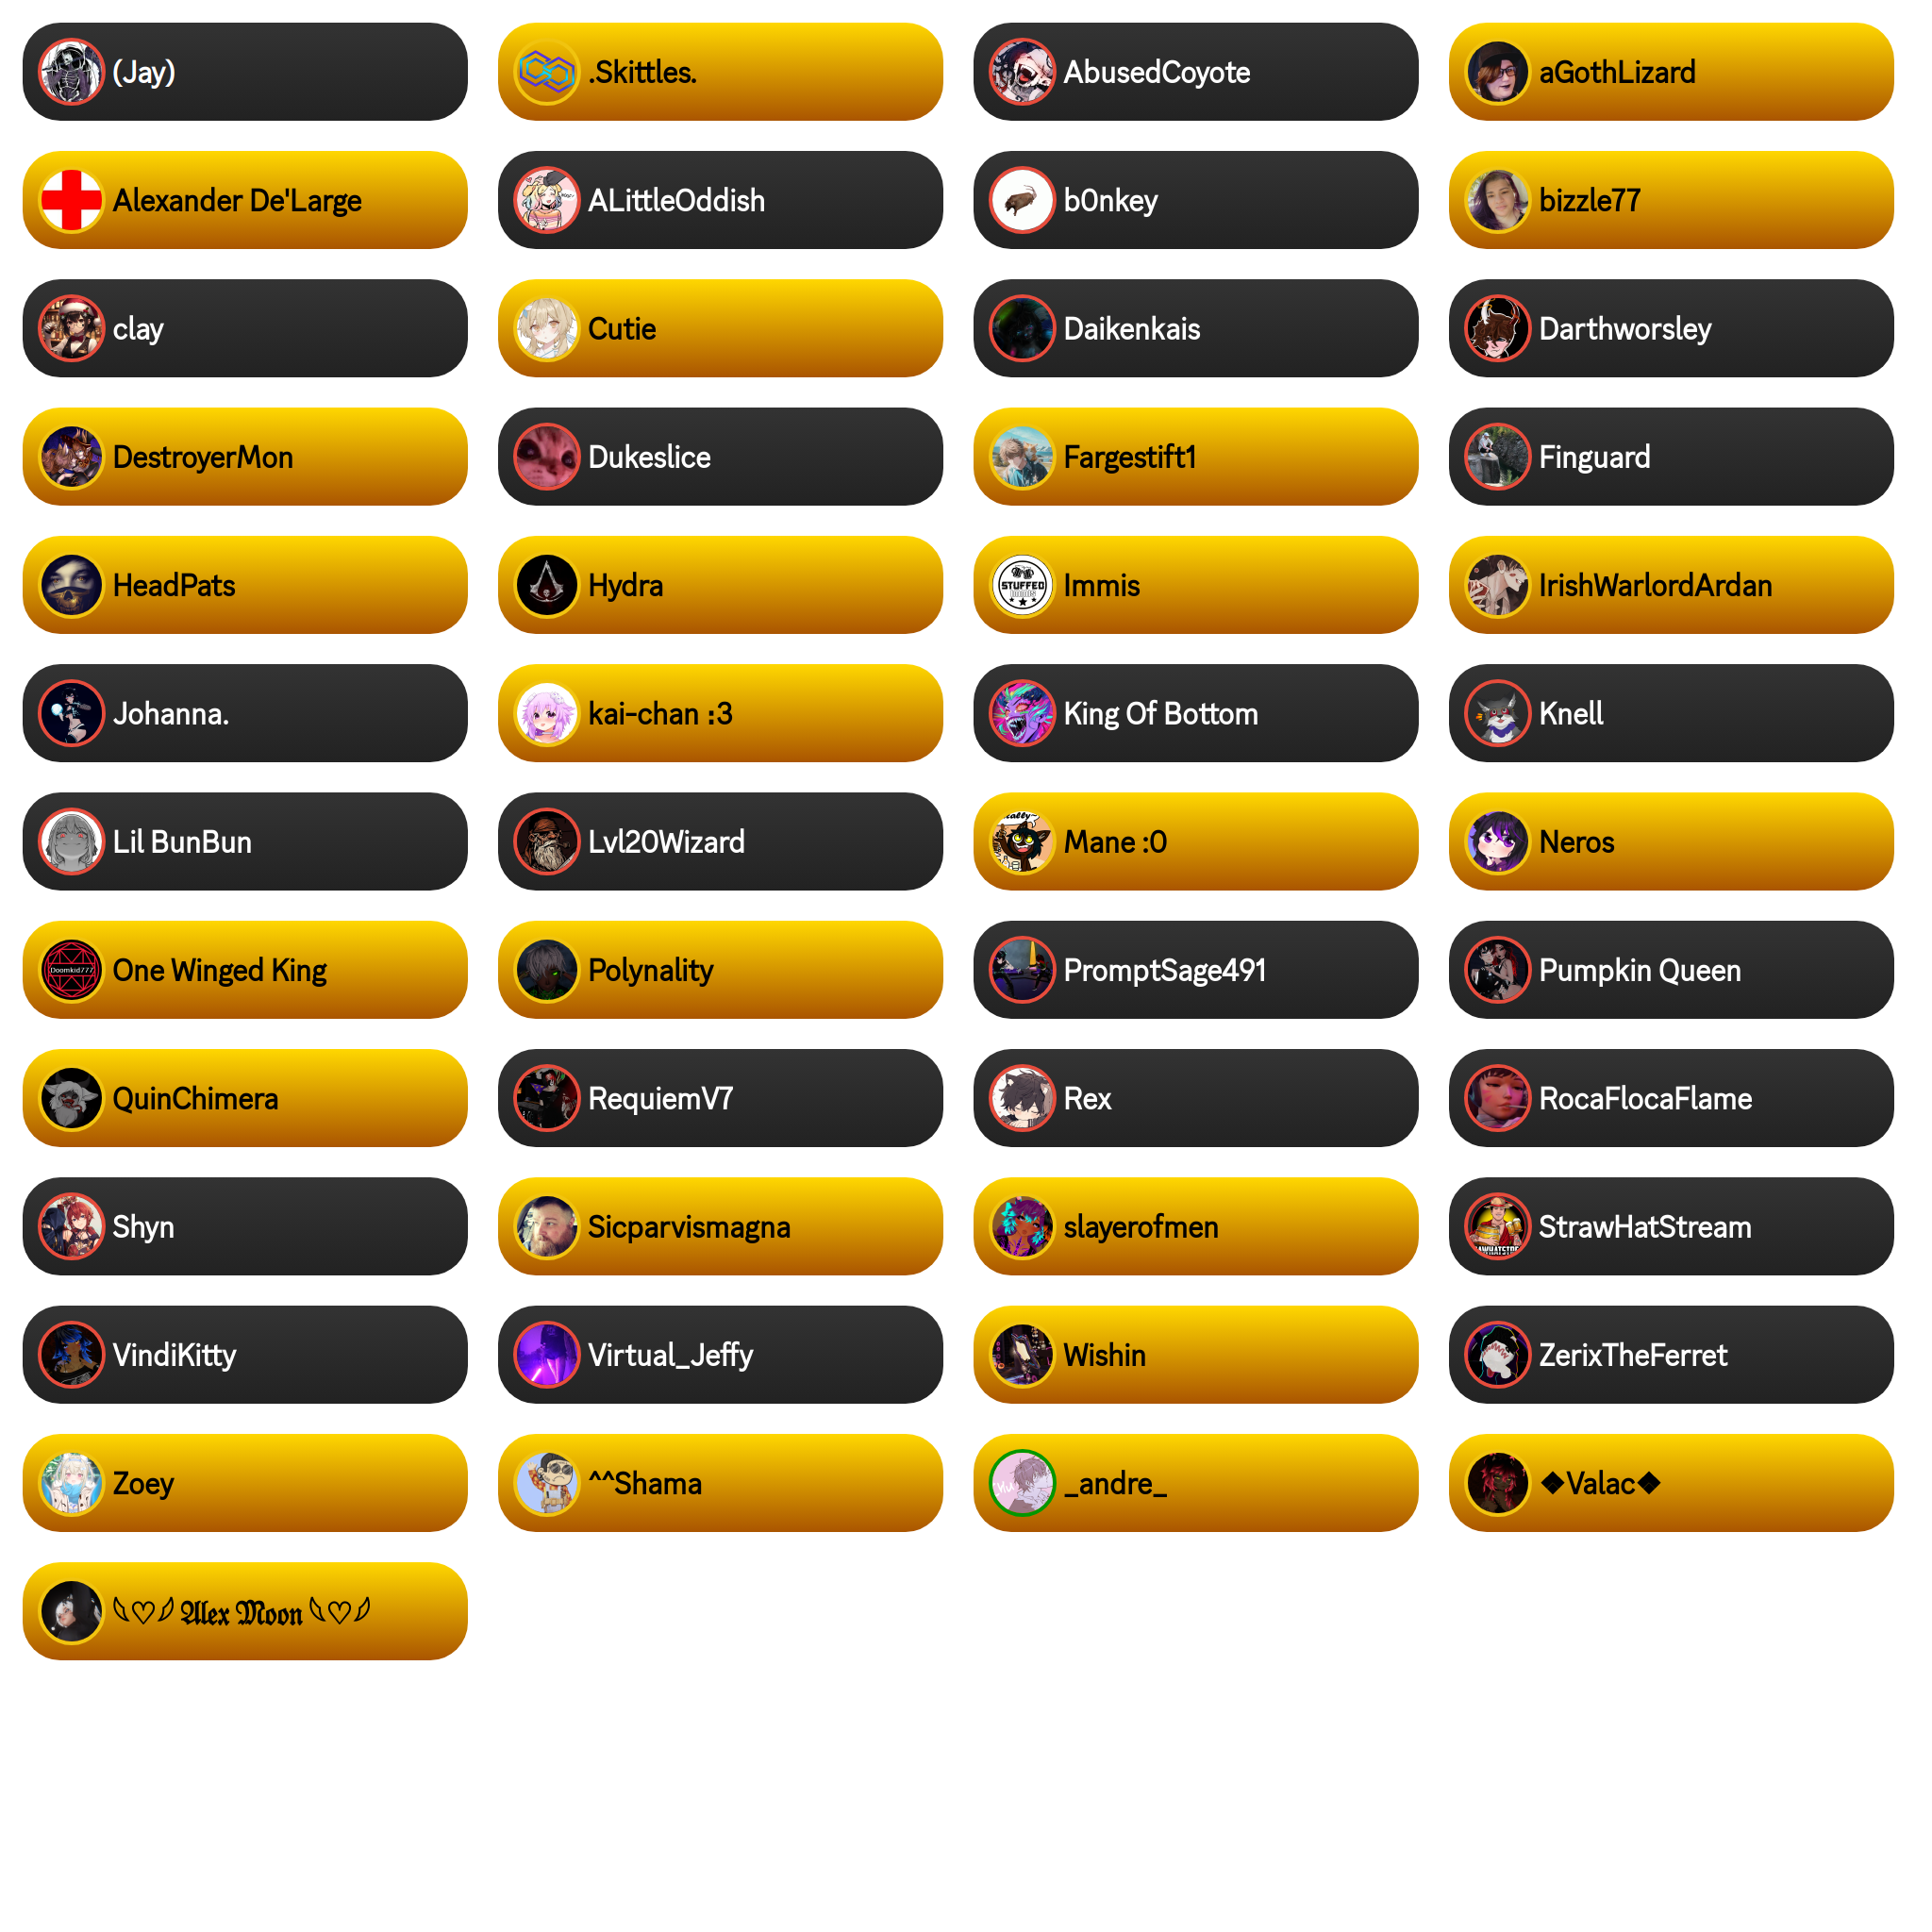 (Jay)
.Skittles.
AbusedCoyote
aGothLizard
Alexander De'Large
ALittleOddish
b0nkey
bizzle77
clay
Cutie
Daikenkais
Darthworsley
DestroyerMon
Dukeslice
Fargestift1
Finguard
HeadPats
Hydra
STUFFED
Immis
IrishWarlordArdan
Johanna.
kai-chan :3
King Of Bottom
Knell
Lil BunBun
Lvl20Wizard
Mane :0
Neros
Doomkid777
One Winged King
Polynality
PromptSage491
Pumpkin Queen
QuinChimera
RequiemV7
Rex
RocaFlocaFlame
Shyn
Sicparvismagna
slayerofmen
StrawHatStream
VindiKitty
Virtual_Jeffy
Wishin
ZerixTheFerret
Zoey
^^Shama
_andre_
❖Valac❖
𓆩♡𓆪 𝕬𝖑𝖊𝖝 𝕸𝖔𝖔𝖓 𓆩♡𓆪